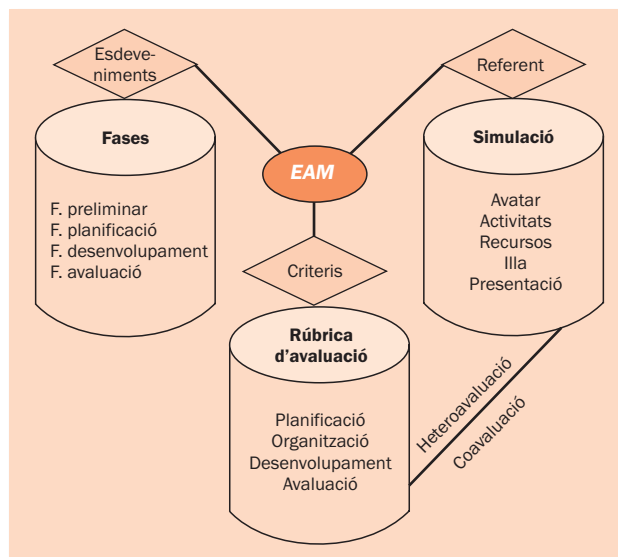 Esdeve-
niments
Referent
Fases
F. preliminar
F. planificació
F. desenvolupament
F. avaluació
EAM
Simulació
Avatar
Activitats
Recursos
Illa
Presentació
Criteris
Rúbrica
d’avaluació
Planificació
Organització
Desenvolupament
Avaluació
Heteroavaluació
Coavaluació